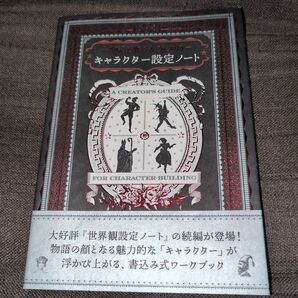 キャラクター設定ノート
A CREATOR'S GUIDE
FOR CHARACTER-BUILDING
大好評『世界観設定ノート』の続編が登場！
物語の顔となる魅力的な「キャラクター」が
浮かび上がる、書込み式ワークブック